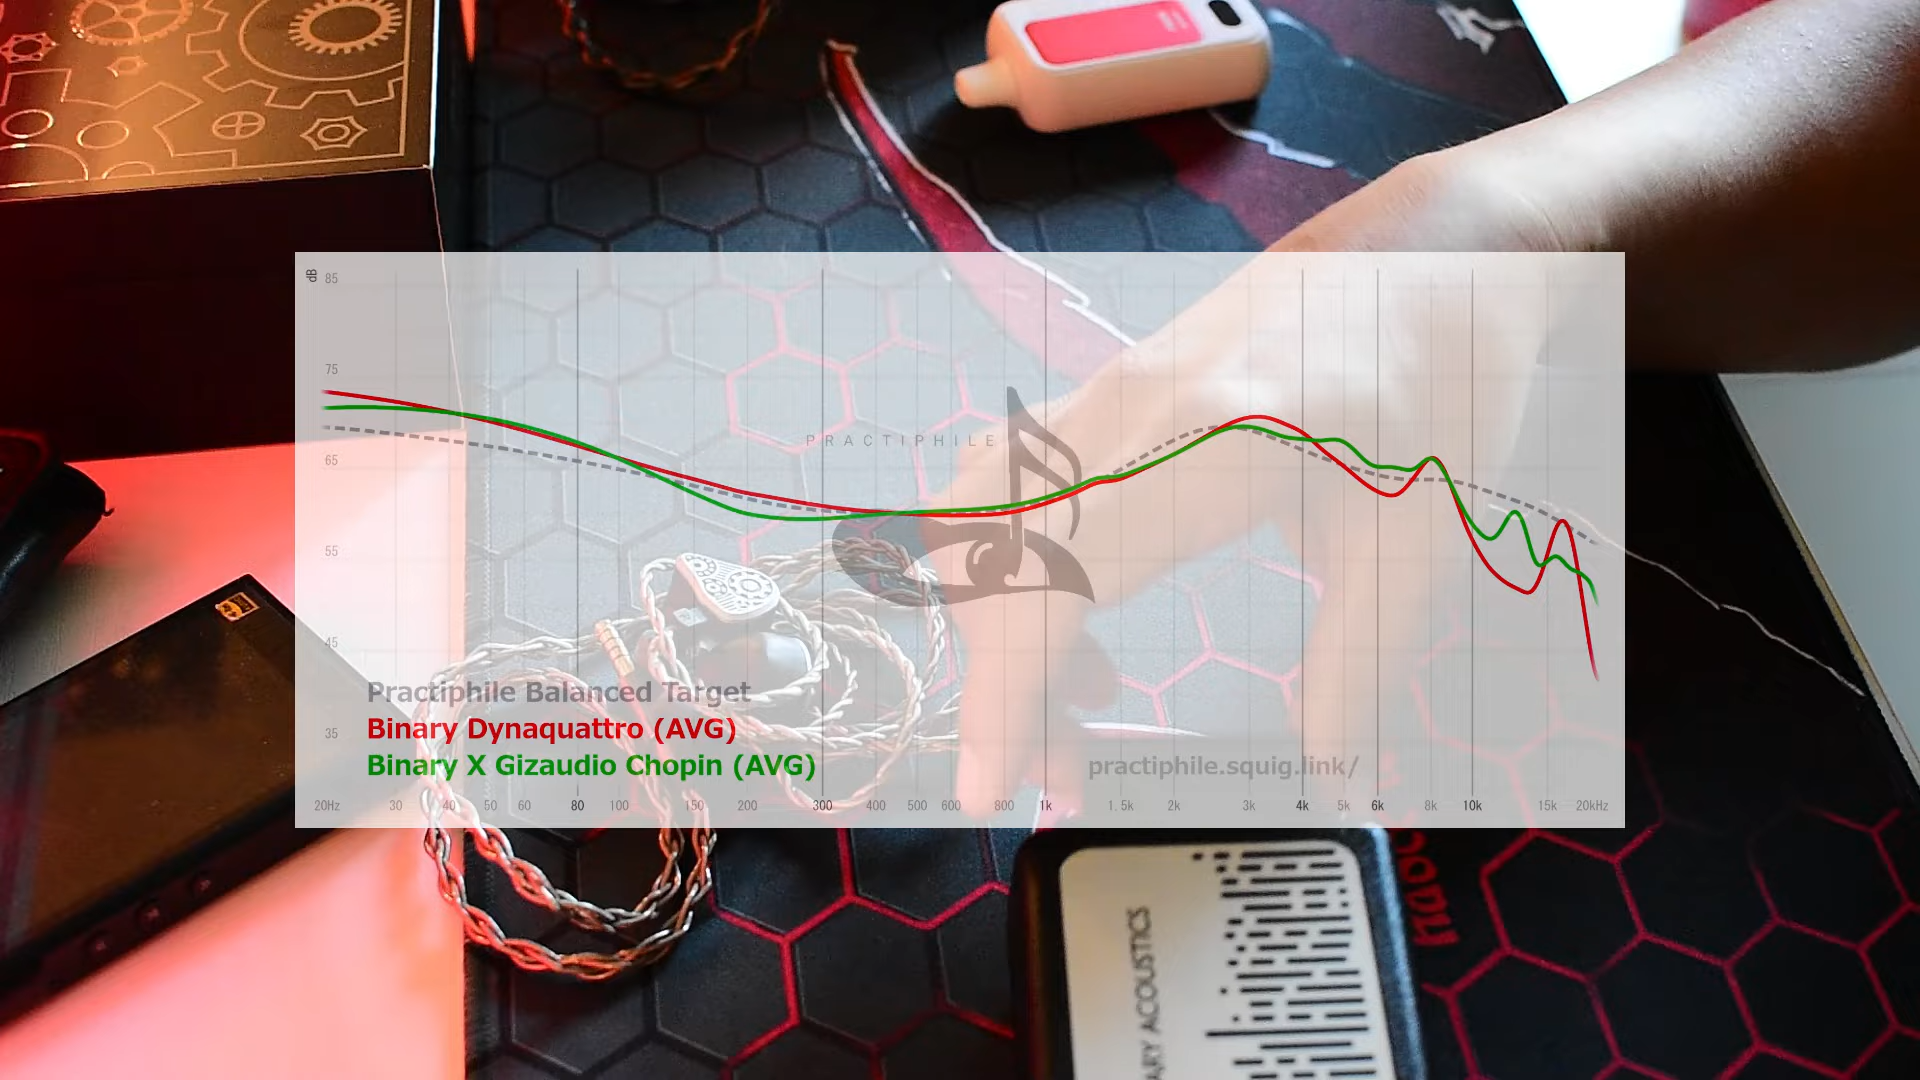 dB
85
75
65
55
45
35
PRACTIPHILE
Practiphile Balanced Target
Binary Dynaquattro (AVG)
Binary X Gizaudio Chopin (AVG)
practiphile.squig.link/
20Hz 30 40 50 60 80 100 150 200 300 400 500 600 800 1k 1.5k 2k 3k 4k 5k 6k 8k 10k 15k 20kHz
ARY ACOUSTICS